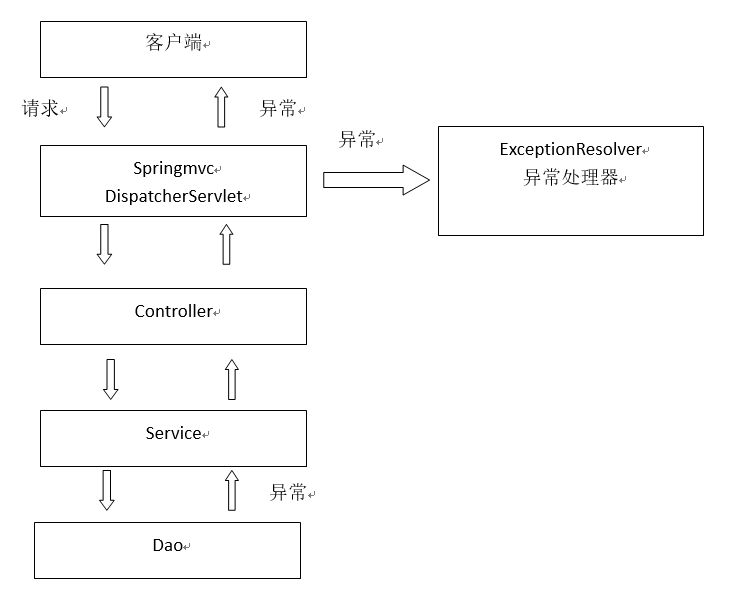 客户端
请求
异常
异常
Springmvc
DispatcherServlet
ExceptionResolver
异常处理器
Controller
Service
异常
Dao